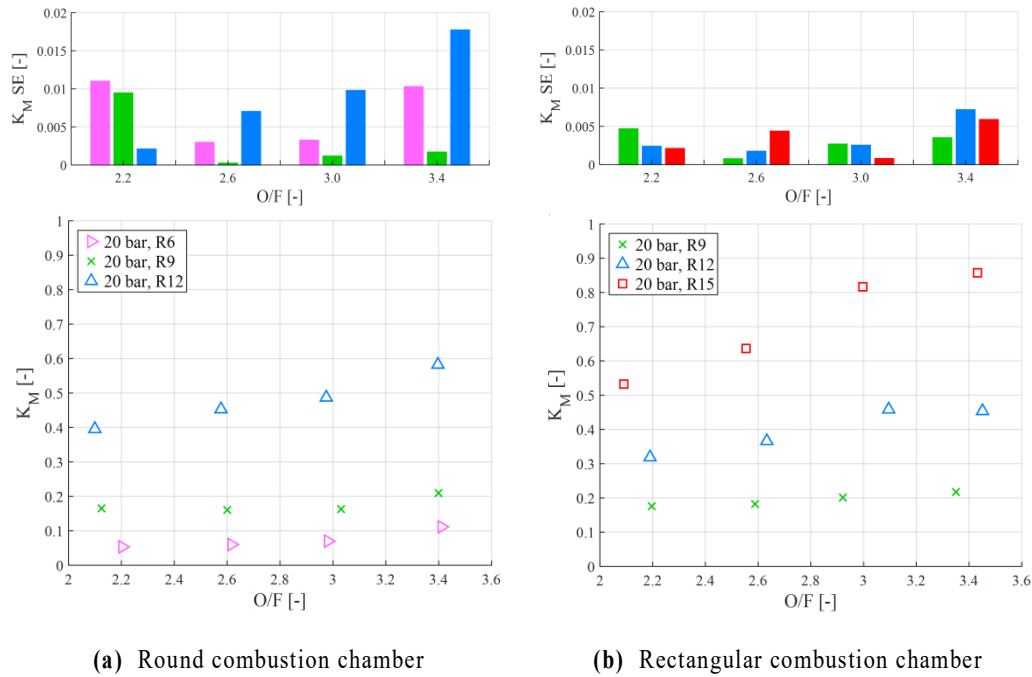 0.02
0.015
0.01
0.005
0
K_M SE [-]
2.2 2.6 3.0 3.4
O/F [-]
1
0.9
0.8
0.7
0.6
0.5
0.4
0.3
0.2
0.1
0
K_M [-]
20 bar, R6
20 bar, R9
20 bar, R12
2 2.2 2.4 2.6 2.8 3 3.2 3.4 3.6
O/F [-]
(a) Round combustion chamber
0.02
0.015
0.01
0.005
0
K_M SE [-]
2.2 2.6 3.0 3.4
O/F [-]
1
0.9
0.8
0.7
0.6
0.5
0.4
0.3
0.2
0.1
0
K_M [-]
20 bar, R9
20 bar, R12
20 bar, R15
2 2.2 2.4 2.6 2.8 3 3.2 3.4 3.6
O/F [-]
(b) Rectangular combustion chamber